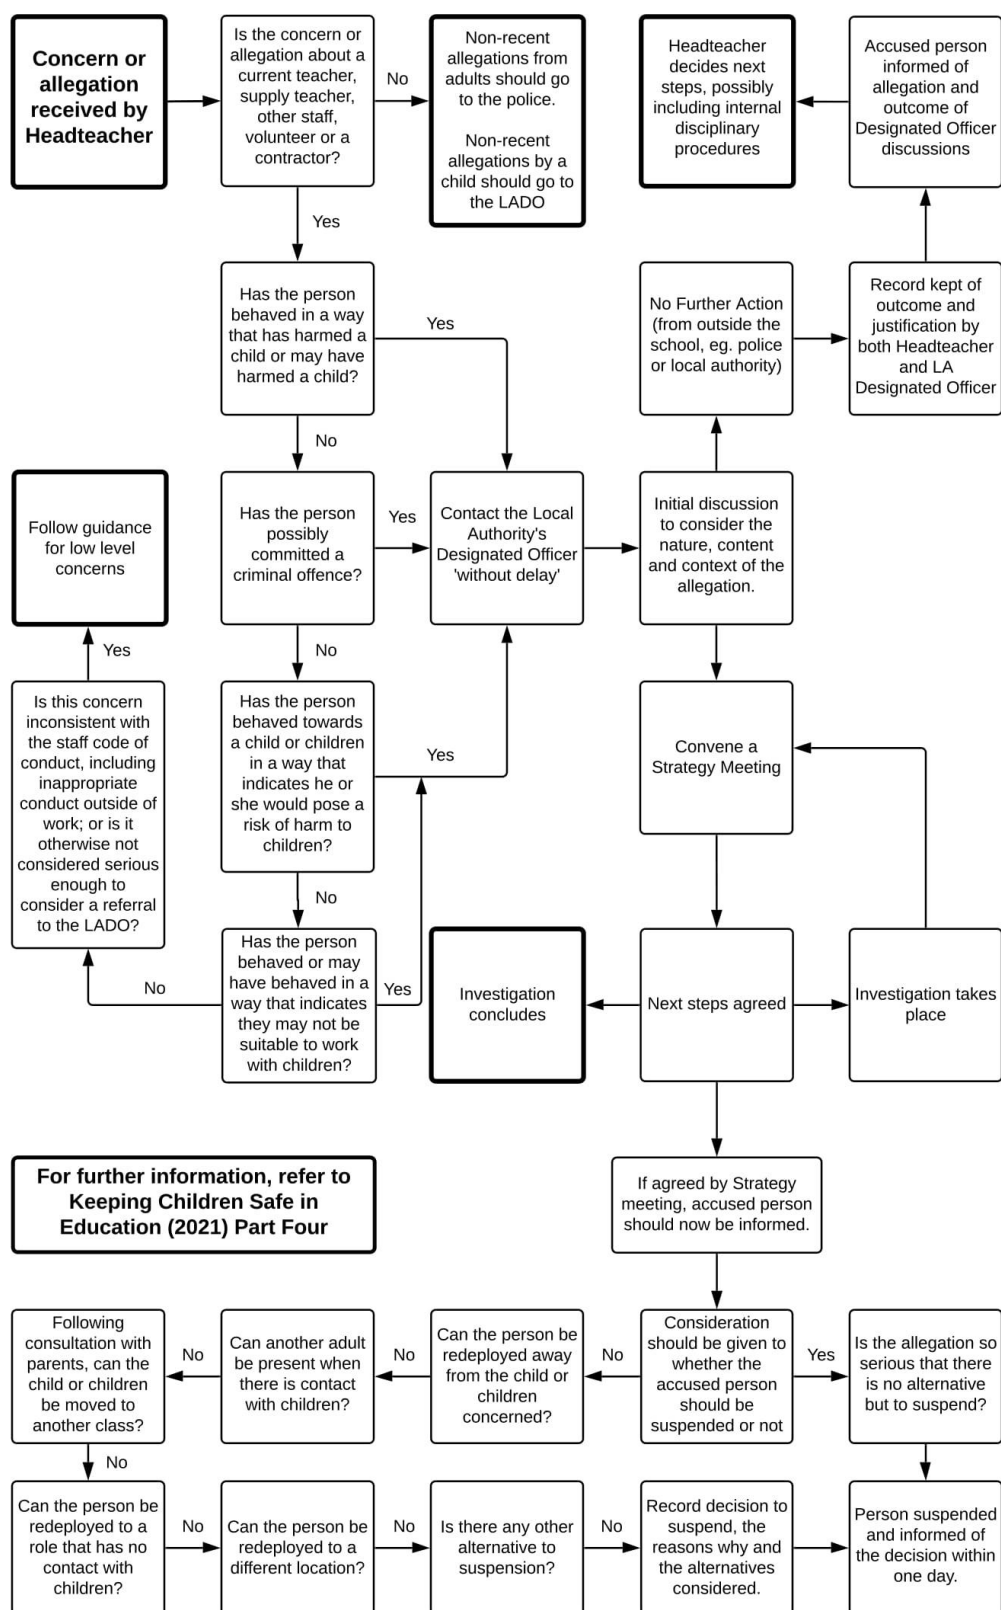 Concern or
allegation
received by
Headteacher
Is the concern or
allegation about a
current teacher,
supply teacher,
other staff,
volunteer or a
contractor?
No
Non-recent
allegations from
adults should go
to the police.
Non-recent
allegations by a
child should go to
the LADO
Headteacher
decides next
steps, possibly
including internal
disciplinary
procedures
Accused person
informed of
allegation and
outcome of
Designated Officer
discussions
Yes
Has the person
behaved in a way
that has harmed a
child or may have
harmed a child?
Yes
No Further Action
(from outside the
school, eg. police
or local authority)
Record kept of
outcome and
justification by
both Headteacher
and LA
Designated Officer
No
Follow guidance
for low level
concerns
Has the person
possibly
committed a
criminal offence?
Yes
Contact the Local
Authority's
Designated Officer
'without delay'
Initial discussion
to consider the
nature, content
and context of the
allegation.
Yes
No
Is this concern
inconsistent with
the staff code of
conduct, including
inappropriate
conduct outside of
work; or is it
otherwise not
considered serious
enough to
consider a referral
to the LADO?
Has the person
behaved towards
a child or children
in a way that
indicates he or
she would pose a
risk of harm to
children?
Yes
Convene a
Strategy Meeting
No
No
Has the person
behaved or may
have behaved in a
way that indicates
they may not be
suitable to work
with children?
Yes
Investigation
concludes
Next steps agreed
Investigation takes
place
For further information, refer to
Keeping Children Safe in
Education (2021) Part Four
If agreed by Strategy
meeting, accused person
should now be informed.
Following
consultation with
parents, can the
child or children
be moved to
another class?
No
Can another adult
be present when
there is contact
with children?
No
Can the person be
redeployed away
from the child or
children
concerned?
No
Consideration
should be given to
whether the
accused person
should be
suspended or not
Yes
Is the allegation so
serious that there
is no alternative
but to suspend?
No
Can the person be
redeployed to a
role that has no
contact with
children?
No
Can the person be
redeployed to a
different location?
No
Is there any other
alternative to
suspension?
No
Record decision to
suspend, the
reasons why and
the alternatives
considered.
Person suspended
and informed of
the decision within
one day.